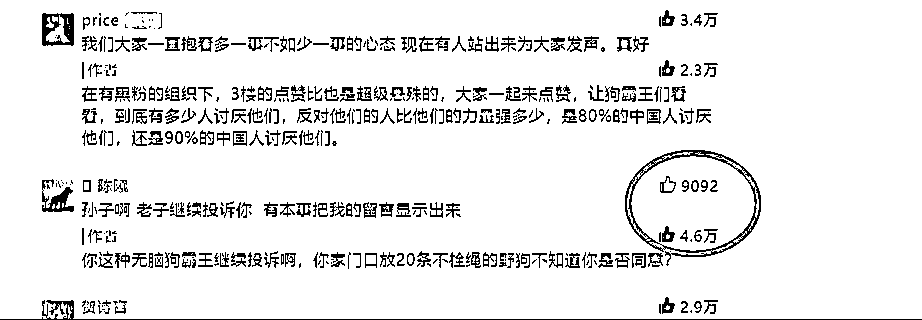 price
3.4万
我们大家一直抱着多一事不如少一事的心态 现在有人站出来为大家发声。真好
作者
2.3万
在有黑粉的组织下，3楼的点赞比也是超级悬殊的，大家一起来点赞，让狗霸王们看
看，到底有多少人讨厌他们，反对他们的人比他们的力量强多少，是80%的中国人讨厌
他们，还是90%的中国人讨厌他们。
陈
9092
孙子啊 老子继续投诉你 有本事把我的留言显示出来
作者
4.6万
你这种无脑狗霸王继续投诉啊，你家门口放20条不栓绳的野狗不知道你是否同意？
贺诗
2.9万